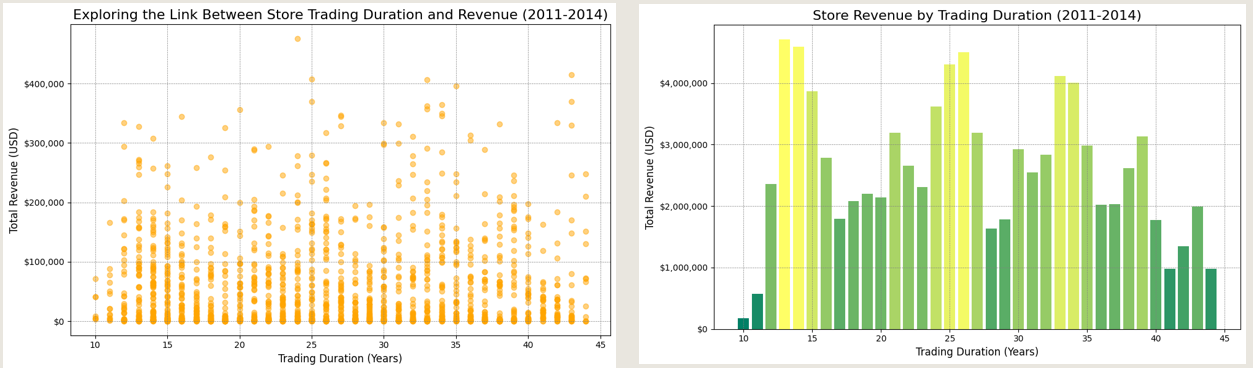 Exploring the Link Between Store Trading Duration and Revenue (2011-2014)
Total Revenue (USD)
$400,000
$300,000
$200,000
$100,000
$0
10 15 20 25 30 35 40 45
Trading Duration (Years)
Store Revenue by Trading Duration (2011-2014)
Total Revenue (USD)
$4,000,000
$3,000,000
$2,000,000
$1,000,000
$0
10 15 20 25 30 35 40 45
Trading Duration (Years)